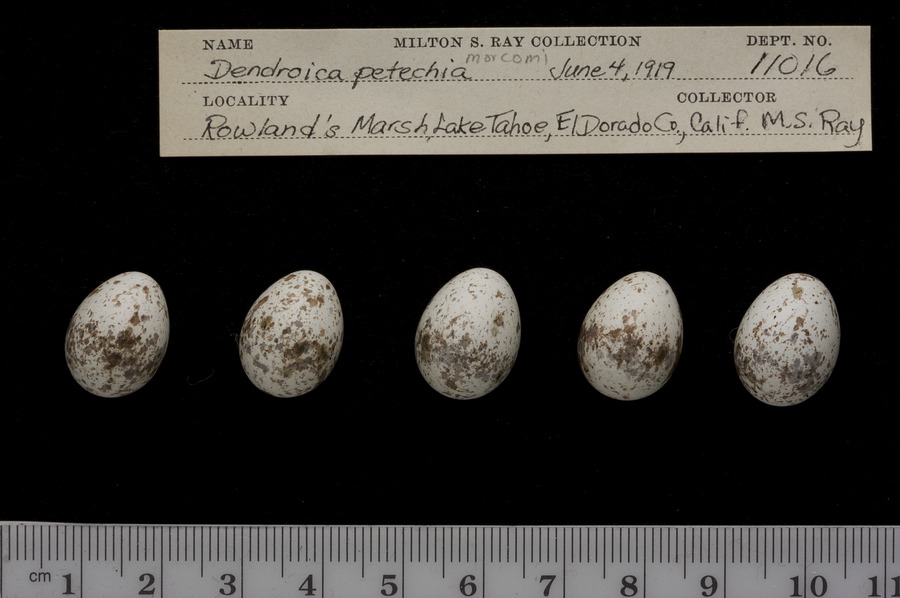 NAME MILTON S. RAY COLLECTION DEPT. NO.
morcomi
Dendroica petechia June 4, 1919 11016
LOCALITY COLLECTOR
Rowland's Marsh, Lake Tahoe, El Dorado Co., Calif. M.S. Ray
cm 1 2 3 4 5 6 7 8 9 10 11